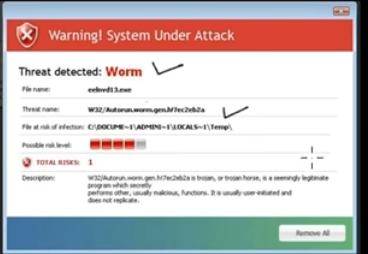 Warning! System Under Attack
Threat detected: Worm
File name: eelnvd13.exe
Threat name: W32/Autorun.worm.gen.h!7ec2eb2a
File at risk of infection: C:\DOCUME~1\ADMINI~1\LOCALS~1\Temp\
Possible risk level:
TOTAL RISKS: 1
Description: W32/Autorun.worm.gen.h!7ec2eb2a is trojan, or trojan horse, is a seemingly legitimate
program which secretly
performs other, usually malicious, functions. It is usually user-initiated and
does not replicate.
Remove All